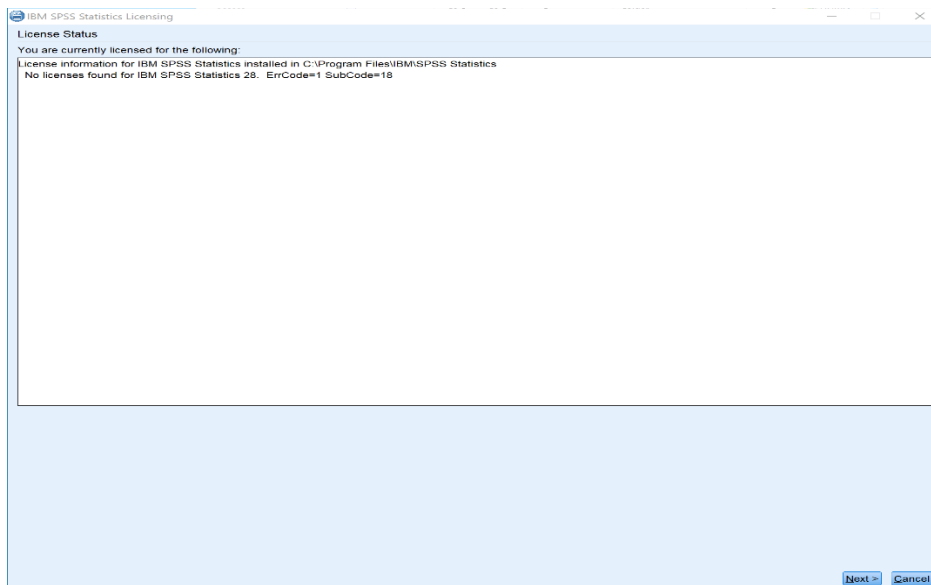 IBM SPSS Statistics Licensing
License Status
You are currently licensed for the following:
License information for IBM SPSS Statistics installed in C:\Program Files\IBM\SPSS Statistics
No licenses found for IBM SPSS Statistics 28. ErrCode=1 SubCode=18
Next > Cancel